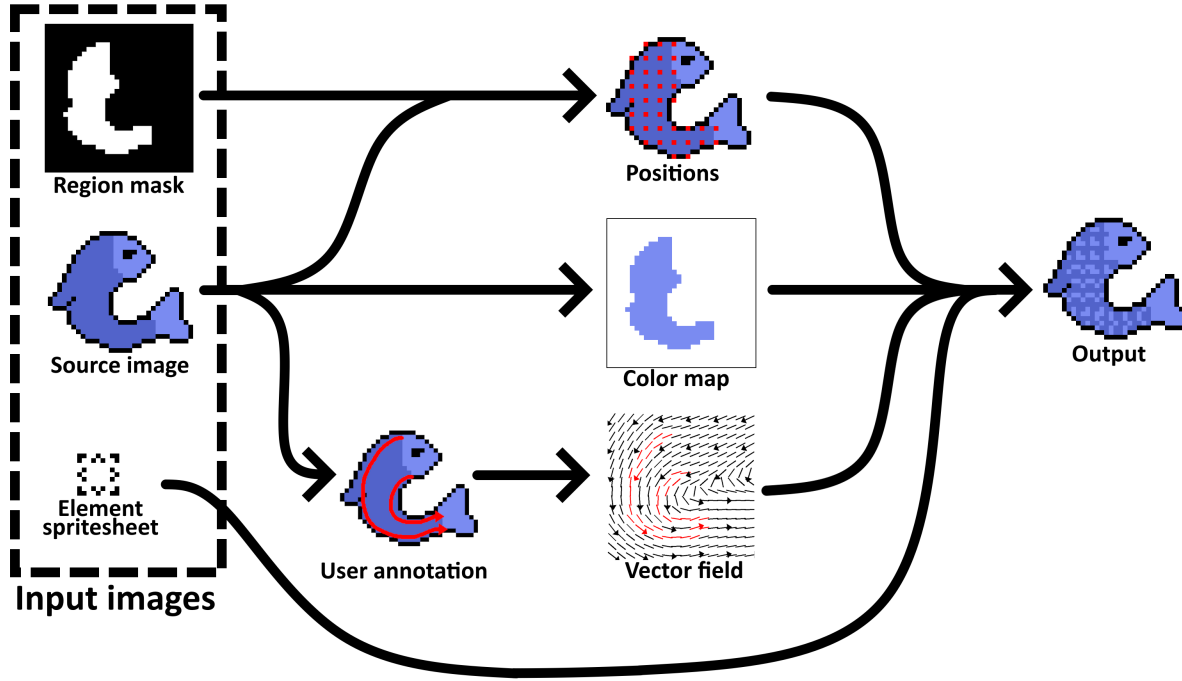 Region mask
Positions
Source image
Color map
Output
Element
spritesheet
User annotation
Vector field
Input images